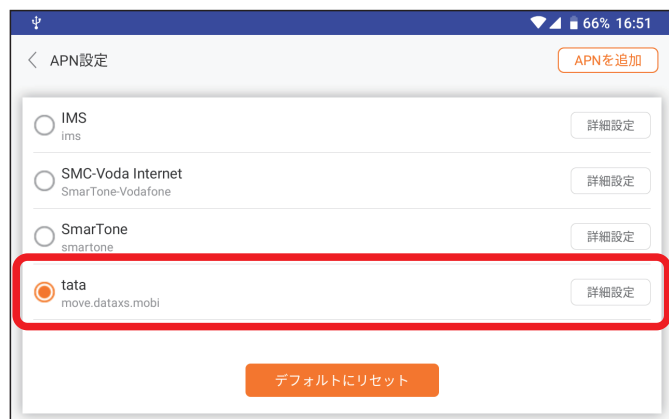 66% 16:51
APN設定
APNを追加
IMS
ims
詳細設定
SMC-Voda Internet
SmarTone-Vodafone
詳細設定
SmarTone
smartone
詳細設定
tata
move.dataxs.mobi
詳細設定
デフォルトにリセット